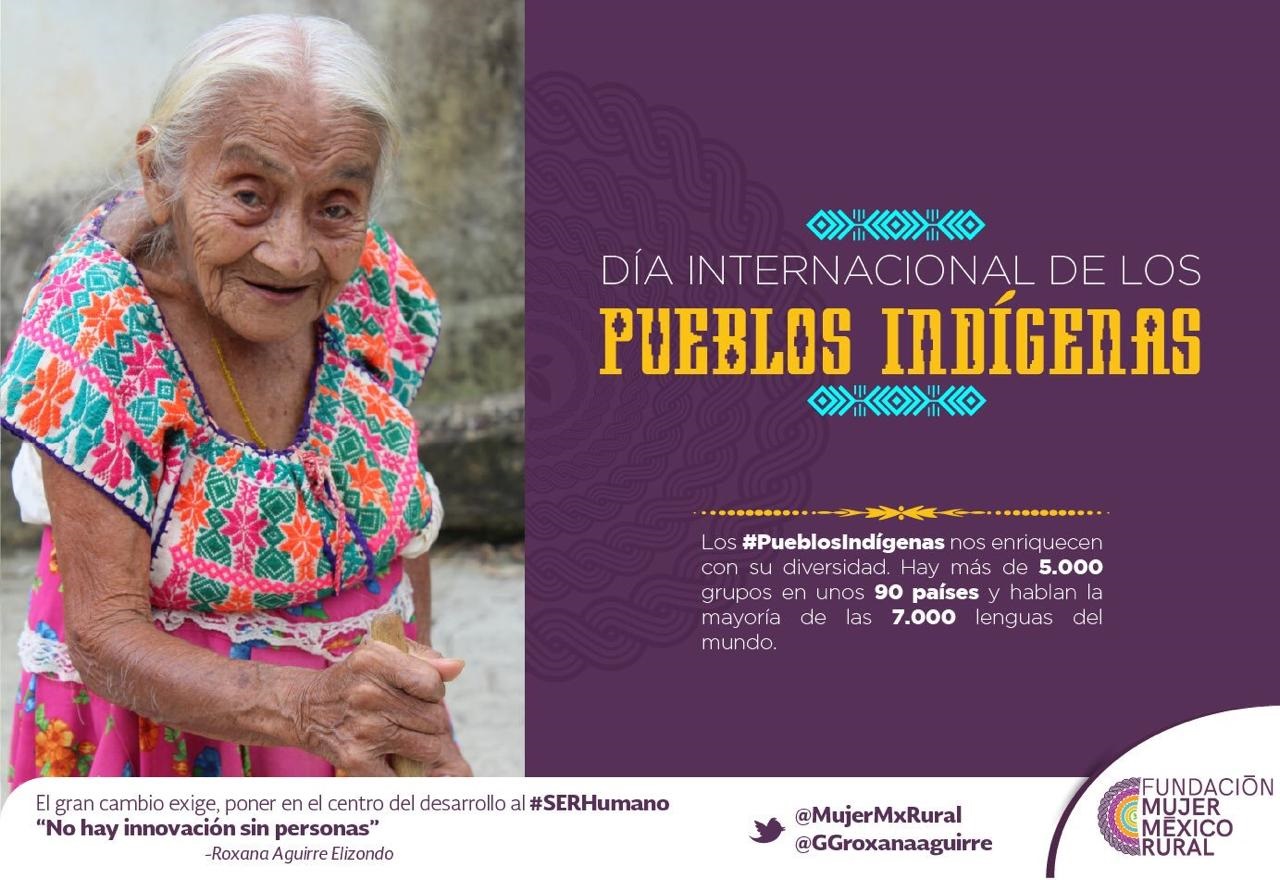 DÍA INTERNACIONAL DE LOS
PUEBLOS INDÍGENAS
Los #PueblosIndígenas nos enriquecen
con su diversidad. Hay más de 5.000
grupos en unos 90 países y hablan la
mayoría de las 7.000 lenguas del
mundo.
El gran cambio exige, poner en el centro del desarrollo al #SERHumano
“No hay innovación sin personas”
-Roxana Aguirre Elizondo
@MujerMxRural
@GGroxanaaguirre
FUNDACIÓN
MUJER
MÉXICO
RURAL